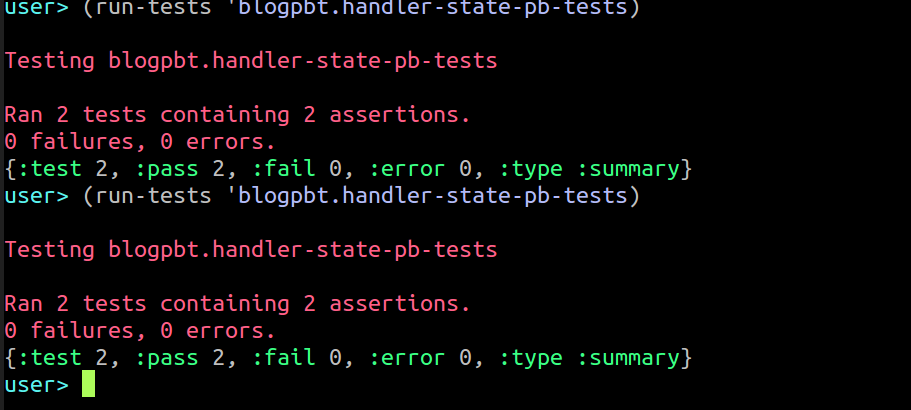 user> (run-tests 'blogpbt.handler-state-pb-tests)
Testing blogpbt.handler-state-pb-tests
Ran 2 tests containing 2 assertions.
0 failures, 0 errors.
{:test 2, :pass 2, :fail 0, :error 0, :type :summary}
user> (run-tests 'blogpbt.handler-state-pb-tests)
Testing blogpbt.handler-state-pb-tests
Ran 2 tests containing 2 assertions.
0 failures, 0 errors.
{:test 2, :pass 2, :fail 0, :error 0, :type :summary}
user>